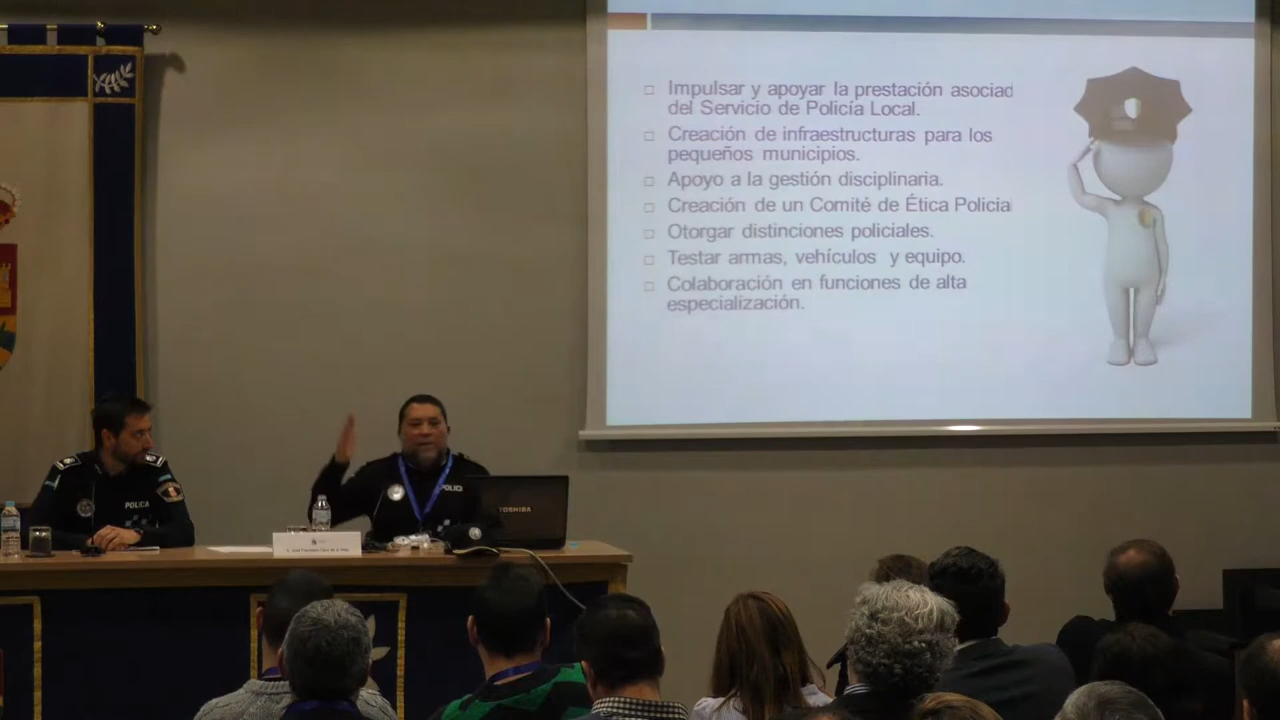 Impulsar y apoyar la prestación asociad
del Servicio de Policía Local.
Creación de infraestructuras para los
pequeños municipios.
Apoyo a la gestión disciplinaria.
Creación de un Comité de Ética Policia
Otorgar distinciones policiales.
Testar armas, vehículos y equipo.
Colaboración en funciones de alta
especialización.
POLICIA
POLICI
TOSHIBA